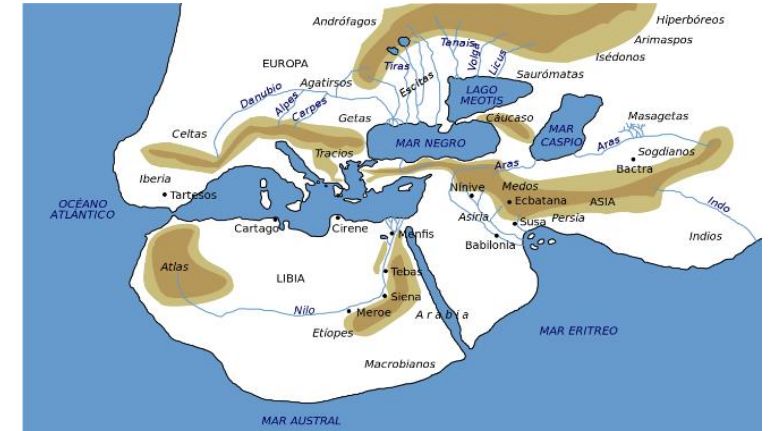 Hiperbóreos
Andrófagos
Arimaspos
Tanais
Volga
Licus
Isédonos
EUROPA
Tiras
Escitas
Saurómatas
Agatirsos
Danubio
Alpes
Carpes
LAGO
MEOTIS
Getas
Cáucaso
Masagetas
Celtas
MAR NEGRO
MAR
CASPIO
Aras
Sogdianos
Tracios
Aras
Bactra
Iberia
Tartesos
Nínive
Medos
Ecbatana
ASIA
Indo
OCÉANO
ATLÁNTICO
Cartago
Cirene
Menfis
Asiria
Susa
Persia
Babilonia
Indios
Atlas
LIBIA
Tebas
Siena
Nilo
Meroe
Arabia
Etíopes
MAR ERITREO
Macrobianos
MAR AUSTRAL